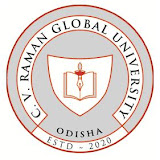 C. V. RAMAN GLOBAL UNIVERSITY
ODISHA
ESTD - 2020